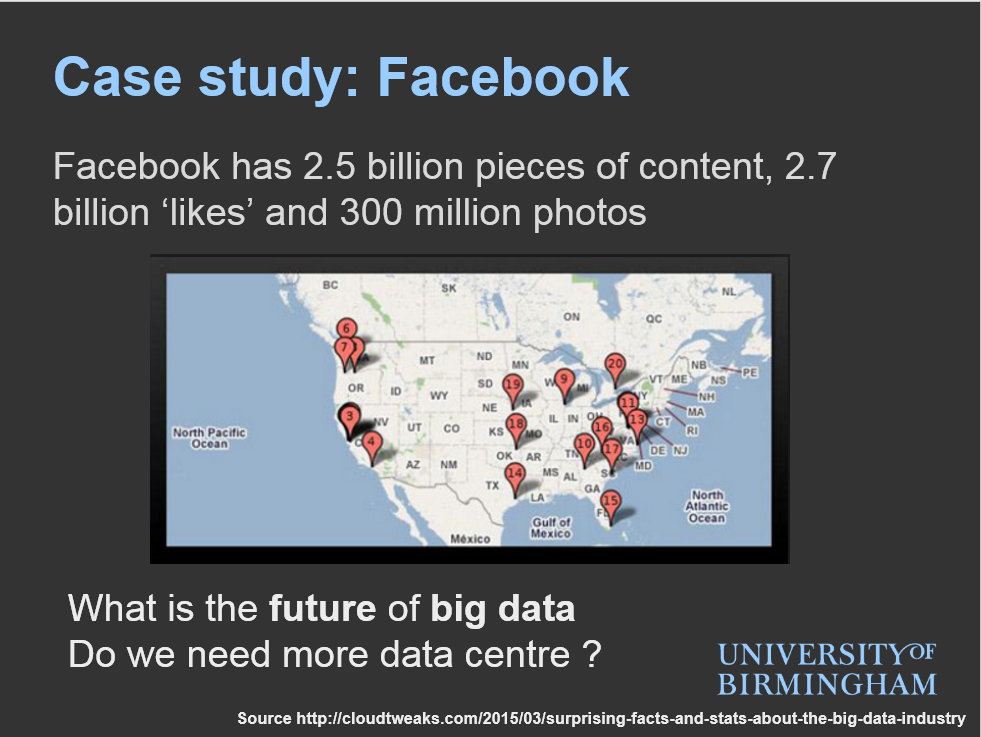 Case study: Facebook
Facebook has 2.5 billion pieces of content, 2.7
billion ‘likes’ and 300 million photos
BC
SK
NL
ON
QC
6
7
MT
ND
MN
20
NB
PE
NS
VT
ME
OR
ID
WY
SD
19
9
MI
NH
MA
NE
IA
IL
IN
11
CT
RI
3
NV
UT
CO
KS
18
MO
16
13
DE
NJ
MD
North Pacific
Ocean
4
AZ
NM
OK
AR
TN
10
17
TX
14
LA
MS
AL
GA
15
North
Atlantic
Ocean
Gulf of
Mexico
México
What is the future of big data
Do we need more data centre ?
UNIVERSITY OF
BIRMINGHAM
Source http://cloudtweaks.com/2015/03/surprising-facts-and-stats-about-the-big-data-industry